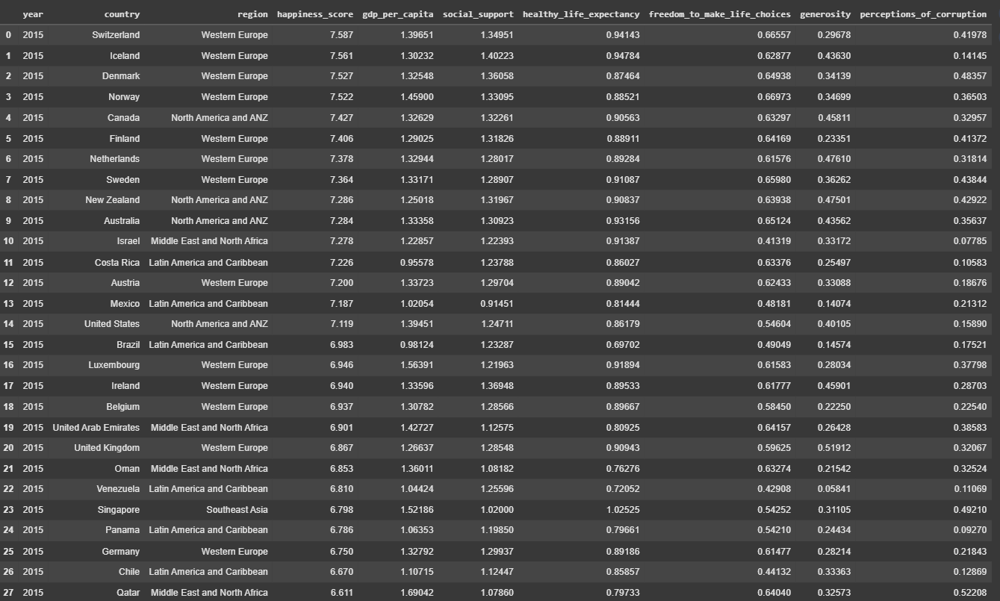 year country region happiness_score gdp_per_capita social_support healthy_life_expectancy freedom_to_make_life_choices generosity perceptions_of_corruption
0 2015 Switzerland Western Europe 7.587 1.39651 1.34951 0.94143 0.66557 0.29678 0.41978
1 2015 Iceland Western Europe 7.561 1.30232 1.40223 0.94784 0.62877 0.43630 0.14145
2 2015 Denmark Western Europe 7.527 1.32548 1.36058 0.87464 0.64938 0.34139 0.48357
3 2015 Norway Western Europe 7.522 1.45900 1.33095 0.88521 0.66973 0.34699 0.36503
4 2015 Canada North America and ANZ 7.427 1.32629 1.32261 0.90563 0.63297 0.45811 0.32957
5 2015 Finland Western Europe 7.406 1.29025 1.31826 0.88911 0.64169 0.23351 0.41372
6 2015 Netherlands Western Europe 7.378 1.32944 1.28017 0.89284 0.61576 0.47610 0.31814
7 2015 Sweden Western Europe 7.364 1.33171 1.28907 0.91087 0.65980 0.36262 0.43844
8 2015 New Zealand North America and ANZ 7.286 1.25018 1.31967 0.90837 0.63938 0.47501 0.42922
9 2015 Australia North America and ANZ 7.284 1.33358 1.30923 0.93156 0.65124 0.43562 0.35637
10 2015 Israel Middle East and North Africa 7.278 1.22857 1.22393 0.91387 0.41319 0.33172 0.07785
11 2015 Costa Rica Latin America and Caribbean 7.226 0.95578 1.23788 0.86027 0.63376 0.25497 0.10583
12 2015 Austria Western Europe 7.200 1.33723 1.29704 0.89042 0.62433 0.33088 0.18676
13 2015 Mexico Latin America and Caribbean 7.187 1.02054 0.91451 0.81444 0.48181 0.14074 0.21312
14 2015 United States North America and ANZ 7.119 1.39451 1.24711 0.86179 0.54604 0.40105 0.15890
15 2015 Brazil Latin America and Caribbean 6.983 0.98124 1.23287 0.69702 0.49049 0.14574 0.17521
16 2015 Luxembourg Western Europe 6.946 1.56391 1.21963 0.91894 0.61583 0.28034 0.37798
17 2015 Ireland Western Europe 6.940 1.33596 1.36948 0.89533 0.61777 0.45901 0.28703
18 2015 Belgium Western Europe 6.937 1.30782 1.28566 0.89667 0.58450 0.22250 0.22540
19 2015 United Arab Emirates Middle East and North Africa 6.901 1.42727 1.12575 0.80925 0.64157 0.26428 0.38583
20 2015 United Kingdom Western Europe 6.867 1.26637 1.28548 0.90943 0.59625 0.51912 0.32067
21 2015 Oman Middle East and North Africa 6.853 1.36011 1.08182 0.76276 0.63274 0.21542 0.32524
22 2015 Venezuela Latin America and Caribbean 6.810 1.04424 1.25596 0.72052 0.42908 0.05841 0.11069
23 2015 Singapore Southeast Asia 6.798 1.52186 1.02000 1.02525 0.54252 0.31105 0.49210
24 2015 Panama Latin America and Caribbean 6.786 1.06353 1.19850 0.79661 0.54210 0.24434 0.09270
25 2015 Germany Western Europe 6.750 1.32792 1.29937 0.89186 0.61477 0.28214 0.21843
26 2015 Chile Latin America and Caribbean 6.670 1.10715 1.12447 0.85857 0.44132 0.33363 0.12869
27 2015 Qatar Middle East and North Africa 6.611 1.69042 1.07860 0.79733 0.64040 0.32573 0.52208